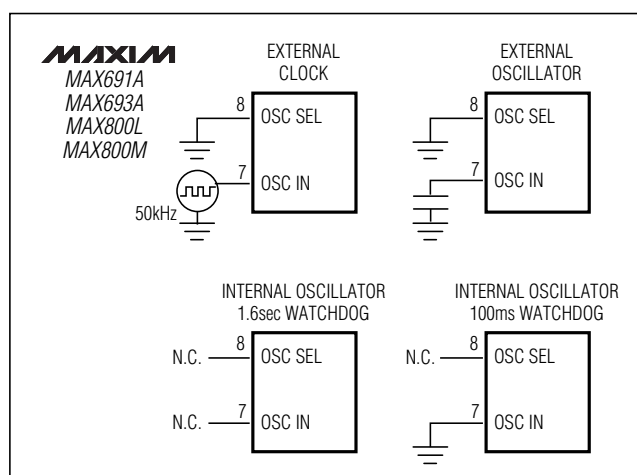 MAXIM
MAX691A
MAX693A
MAX800L
MAX800M
EXTERNAL
CLOCK
8
OSC SEL
7
OSC IN
50kHz
EXTERNAL
OSCILLATOR
8
OSC SEL
7
OSC IN
INTERNAL OSCILLATOR
1.6sec WATCHDOG
N.C.
8
OSC SEL
N.C.
7
OSC IN
INTERNAL OSCILLATOR
100ms WATCHDOG
N.C.
8
OSC SEL
7
OSC IN